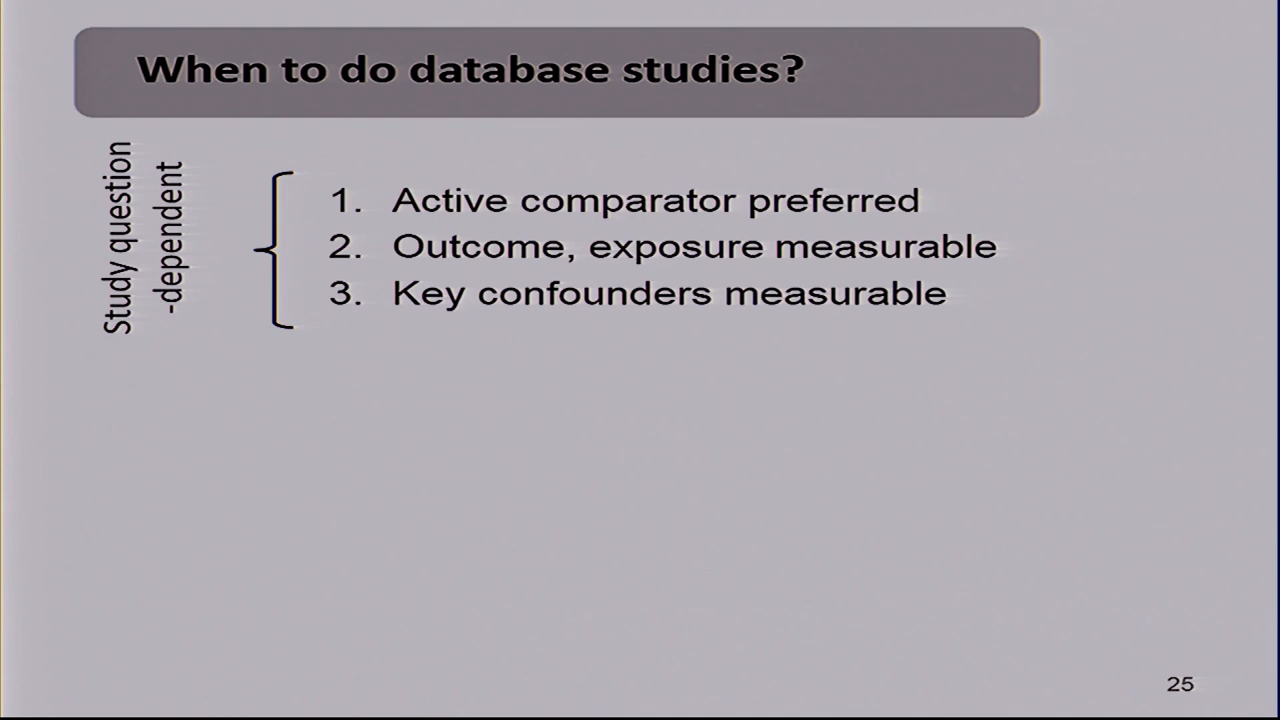 When to do database studies?
Study question
-dependent
1. Active comparator preferred
2. Outcome, exposure measurable
3. Key confounders measurable
25